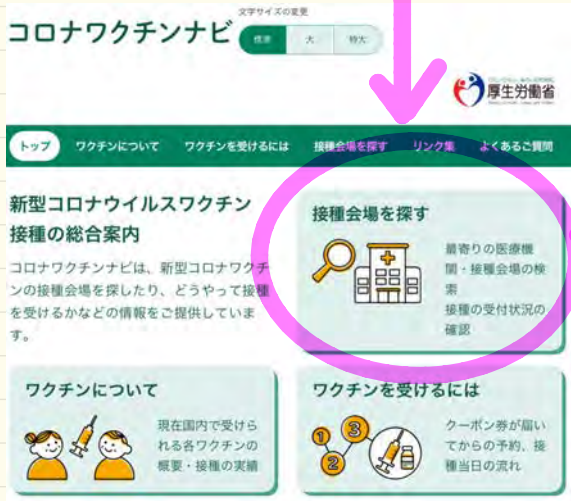 文字サイズの変更
コロナワクチンナビ
標準 大 特大
厚生労働省
トップ ワクチンについて ワクチンを受けるには 接種会場を探す リンク集 よくあるご質問
新型コロナウイルスワクチン
接種の総合案内
コロナワクチンナビは、新型コロナワクチ
ンの接種会場を探したり、どうやって接種
を受けるかなどの情報をご提供していま
す。
接種会場を探す
最寄りの医療機
関・接種会場の検
索
接種の受付状況の
確認
ワクチンについて
現在国内で受けら
れる各ワクチンの
概要・接種の実績
ワクチンを受けるには
1 2 3
クーポン券が届い
てからの予約、接
種当日の流れ